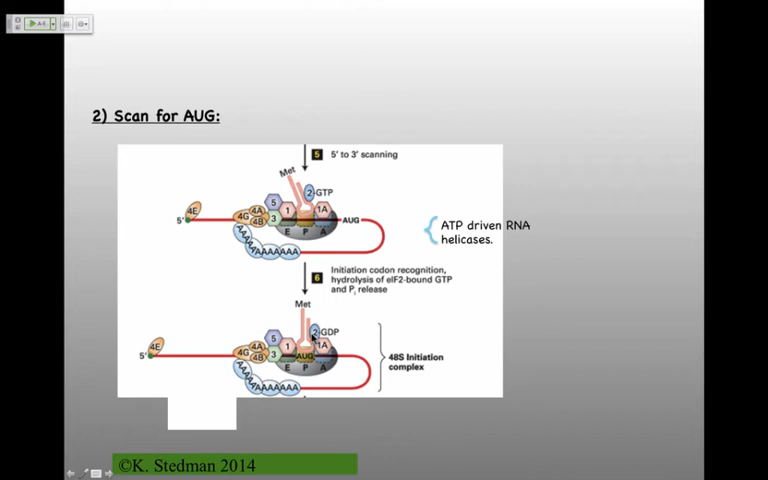 2) Scan for AUG:
5 5' to 3' scanning
Met
2-GTP
4E
5'
4G 4A 4B 5 3 1 1A
AUG
E P A
AAAAAAAAAAA
ATP driven RNA
helicases.
6 Initiation codon recognition,
hydrolysis of eIF2-bound GTP
and Pi release
Met
2-GDP
4E
5'
4G 4A 4B 5 3 1 1A
AUG
E P A
AAAAAAAAAAA
48S Initiation
complex
©K. Stedman 2014